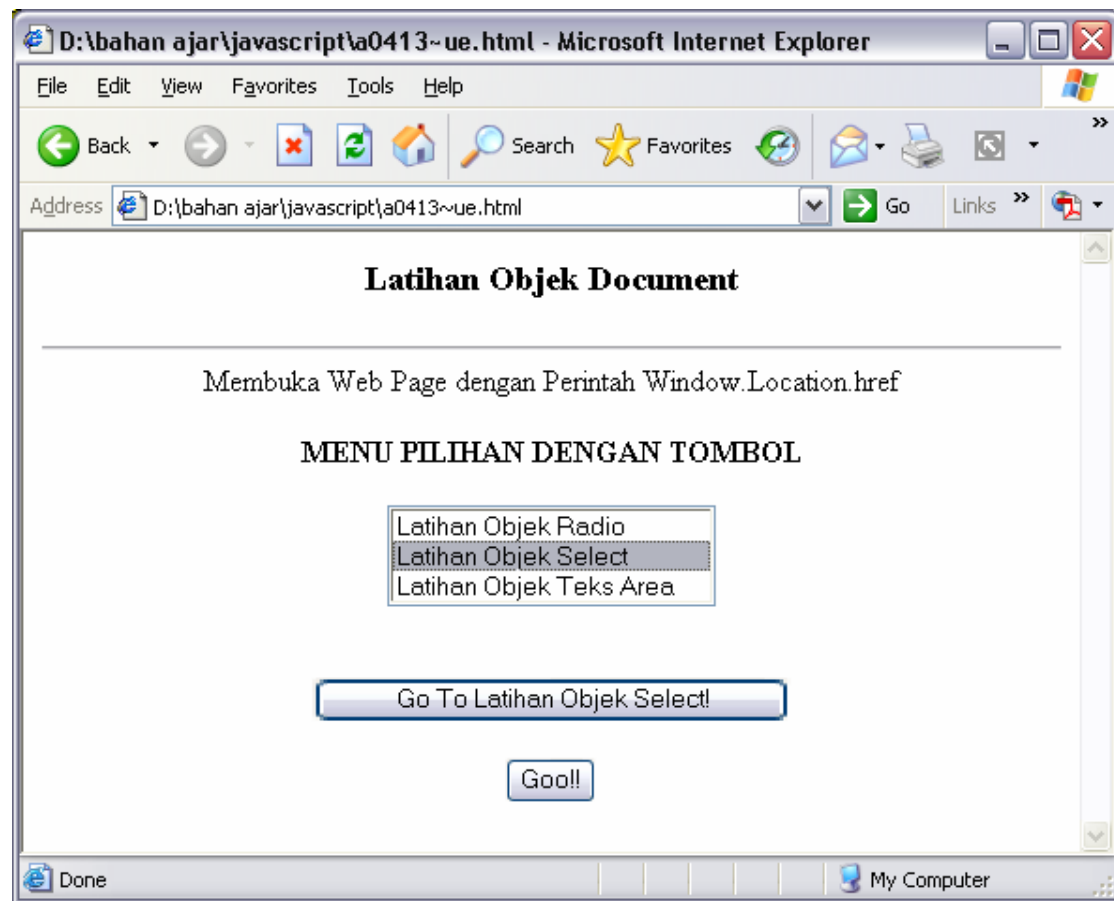 D:\bahan ajar\javascript\a0413~ue.html - Microsoft Internet Explorer
File Edit View Favorites Tools Help
Back Search Favorites
Address D:\bahan ajar\javascript\a0413~ue.html Go Links
Latihan Objek Document
Membuka Web Page dengan Perintah Window.Location.href
MENU PILIHAN DENGAN TOMBOL
Latihan Objek Radio
Latihan Objek Select
Latihan Objek Teks Area
Go To Latihan Objek Select!
Goo!!
Done My Computer